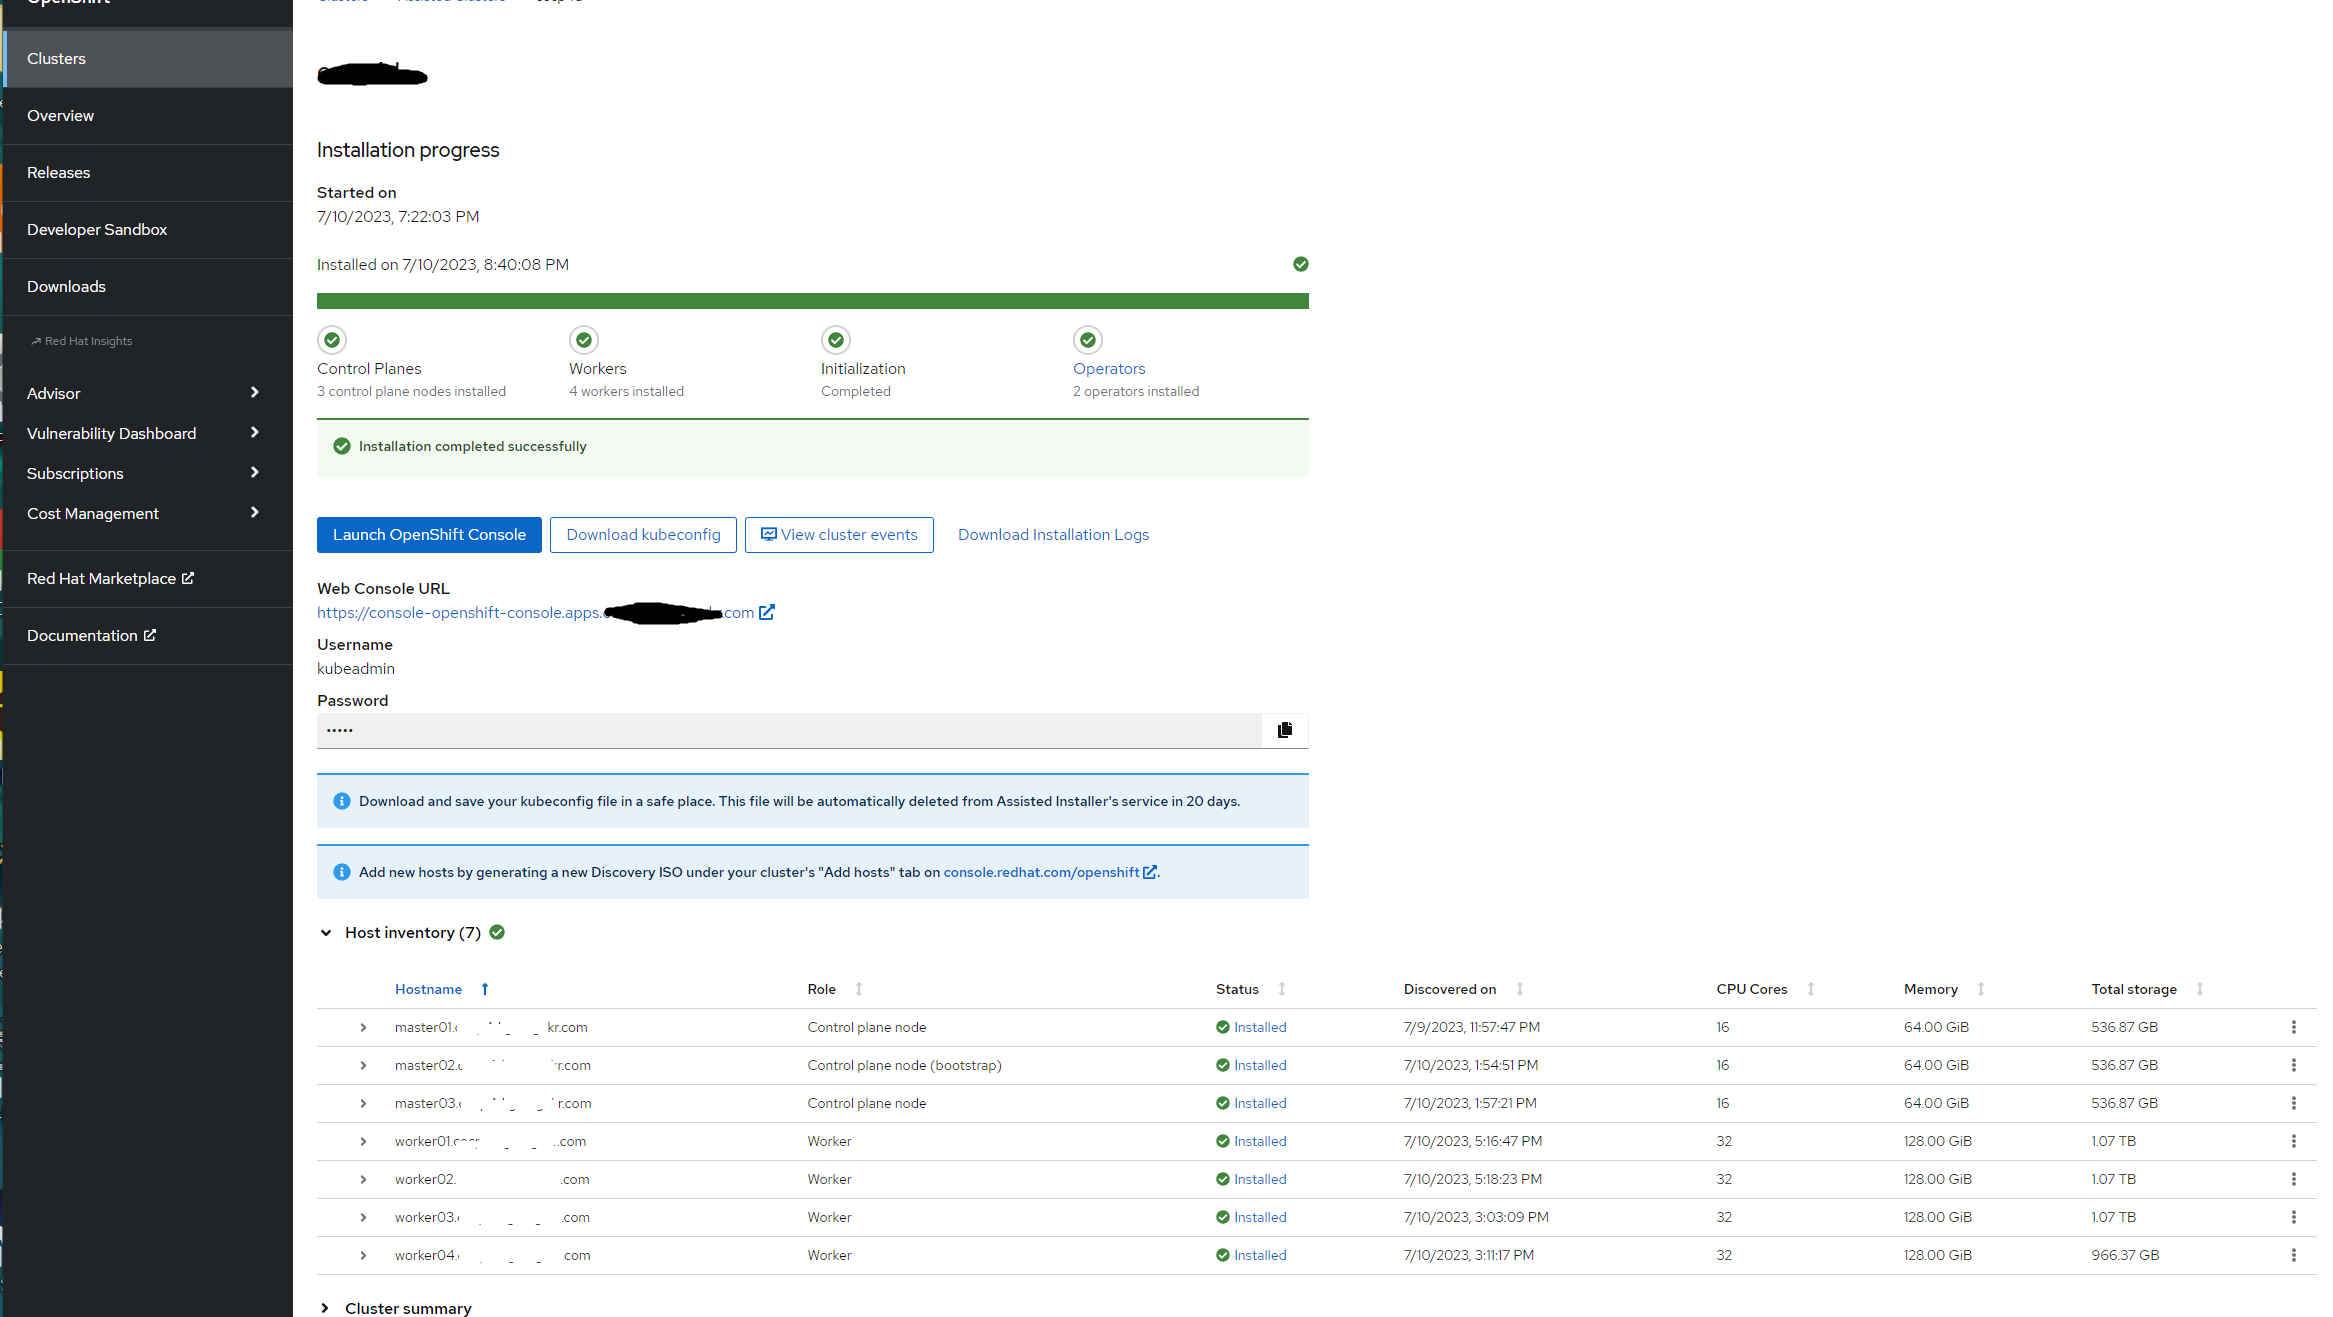 OpenShift
Clusters
Overview
Releases
Developer Sandbox
Downloads
Red Hat Insights
Advisor
Vulnerability Dashboard
Subscriptions
Cost Management
Red Hat Marketplace
Documentation
Clusters Assisted Clusters
Installation progress
Started on
7/10/2023, 7:22:03 PM
Installed on 7/10/2023, 8:40:08 PM
Control Planes Workers Initialization Operators
3 control plane nodes installed 4 workers installed Completed 2 operators installed
Installation completed successfully
Launch OpenShift Console Download kubeconfig View cluster events Download Installation Logs
Web Console URL
https://console-openshift-console.apps. .com
Username
kubeadmin
Password
•••••
Download and save your kubeconfig file in a safe place. This file will be automatically deleted from Assisted Installer's service in 20 days.
Add new hosts by generating a new Discovery ISO under your cluster's "Add hosts" tab on console.redhat.com/openshift.
Host inventory (7)
Hostname Role Status Discovered on CPU Cores Memory Total storage
master01. kr.com Control plane node Installed 7/9/2023, 11:57:47 PM 16 64.00 GiB 536.87 GB
master02. r.com Control plane node (bootstrap) Installed 7/10/2023, 1:54:51 PM 16 64.00 GiB 536.87 GB
master03. r.com Control plane node Installed 7/10/2023, 1:57:21 PM 16 64.00 GiB 536.87 GB
worker01. .com Worker Installed 7/10/2023, 5:16:47 PM 32 128.00 GiB 1.07 TB
worker02. .com Worker Installed 7/10/2023, 5:18:23 PM 32 128.00 GiB 1.07 TB
worker03. .com Worker Installed 7/10/2023, 3:03:09 PM 32 128.00 GiB 1.07 TB
worker04. com Worker Installed 7/10/2023, 3:11:17 PM 32 128.00 GiB 966.37 GB
Cluster summary